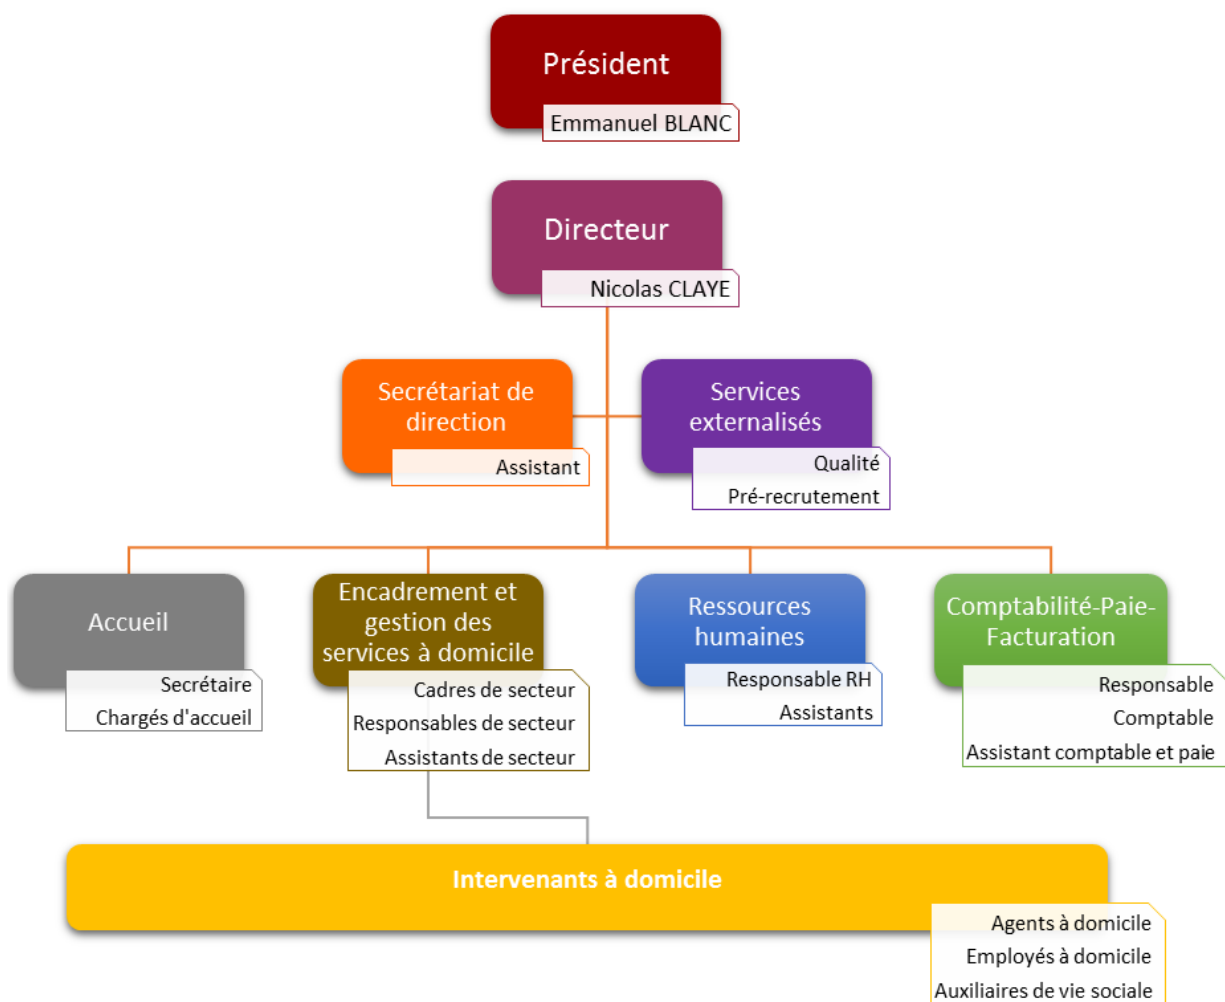 Président
Emmanuel BLANC
Directeur
Nicolas CLAYE
Secrétariat de
direction
Assistant
Services
externalisés
Qualité
Pré-recrutement
Accueil
Secrétaire
Chargés d'accueil
Encadrement et
gestion des
services à domicile
Cadres de secteur
Responsables de secteur
Assistants de secteur
Ressources
humaines
Responsable RH
Assistants
Comptabilité-Paie-
Facturation
Responsable
Comptable
Assistant comptable et paie
Intervenants à domicile
Agents à domicile
Employés à domicile
Auxiliaires de vie sociale